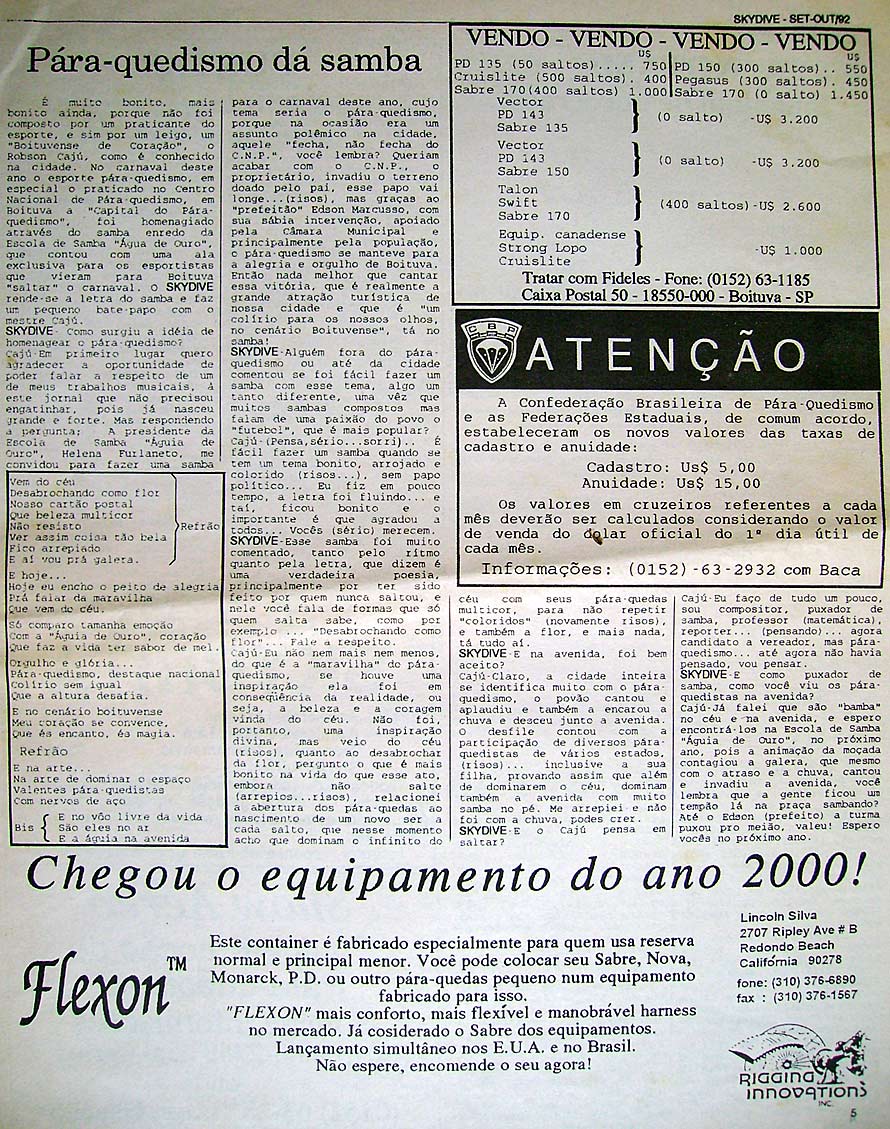 SKYDIVE - SET-OUT/92
Pára-quedismo dá samba
É muito bonito, mais
bonito ainda, porque não foi
composto por um praticante do
esporte, e sim por um leigo, um
"Boituvense de Coração", o
Robson Cajú, como é conhecido
na cidade. No carnaval deste
ano o esporte pára-quedismo, em
especial o praticado no Centro
Nacional de Pára-quedismo, em
Boituva a "Capital do Pára-
quedismo", foi homenagiado
através do samba enredo da
Escola de Samba "Águia de Ouro",
que contou com uma ala
exclusiva para os esportistas
que vieram para Boituva
"saltar" o carnaval. O SKYDIVE
rende-se a letra do samba e faz
um pequeno bate-papo com o
mestre Cajú.
SKYDIVE- Como surgiu a idéia de
homenagear o pára-quedismo?
Cajú-Em primeiro lugar quero
agradecer a oportunidade de
poder falar a respeito de um
de meus trabalhos musicais, á
este jornal que não precisou
engatinhar, pois já nasceu
grande e forte. Mas respondendo
a pergunta; A presidente da
Escola de Samba "Águia de
Ouro", Helena Furlaneto, me
convidou para fazer uma samba
para o carnaval deste ano, cujo
tema seria o pára-quedismo,
porque na ocasião era um
assunto polêmico na cidade,
aquele "fecha, não fecha do
C.N.P.", você lembra? Queriam
acabar com o C.N.P., o
proprietário, invadiu o terreno
doado pelo pai, esse papo vai
longe...(risos), mas graças ao
"prefeitão" Edson Marcusso, com
sua sábia intervenção, apoiado
pela Câmara Municipal e
principalmente pela população,
o pára-quedismo se manteve para
a alegria e orgulho de Boituva.
Então nada melhor que cantar
essa vitória, que é realmente a
grande atração turística de
nossa cidade e que é "um
colírio para os nossos olhos,
no cenário Boituvense", tá no
samba!
SKYDIVE-Alguém fora do pára-
quedismo ou até da cidade
comentou se foi fácil fazer um
samba com esse tema, algo um
tanto diferente, uma vêz que
muitos sambas compostos mas
falam de uma paixão do povo o
"futebol", que é mais popular?
Cajú-(Pensa,sério...sorri).. É
fácil fazer um samba quando se
tem um tema bonito, arrojado e
colorido (risos...), sem papo
político... Eu fiz em pouco
tempo, a letra foi fluindo... e
taí, ficou bonito e o
importante é que agradou a
todos... Vocês (sério) merecem.
SKYDIVE-Esse samba foi muito
comentado, tanto pelo rítmo
quanto pela letra, que dizem é
uma verdadeira poesia,
principalmente por ter sido
feito por quem nunca saltou, e
nele você fala de formas que só
quem salta sabe, como por
exemplo ... "Desabrochando como
flor"... Fale a respeito.
Cajú-Eu não nem mais nem menos,
do que é a "maravilha" do pára-
quedismo, se houve uma
inspiração ela foi em
conseqüência da realidade, ou
seja, a beleza e a coragem
vinda do céu. Não foi,
portanto, uma inspiração
divina, mas veio do céu
(risos), quanto ao desabrochar
da flor, pergunto o que é mais
bonito na vida do que esse ato,
embora não salte
(arrepios...risos), relacionei
a abertura dos pára-quedas ao
nascimento de um novo ser a
cada salto, que nesse momento
acho que dominam o infinito do
Vem do céu
Desabrochando como flor
Nosso cartão postal
Que beleza multicor
Não resisto
Ver assim coisa tão bela
Fico arrepiado
E aí vou prá galera.
Refrão
E hoje...
Hoje eu encho o peito de alegria
Prá falar da maravilha
Que vem do céu.
Só comparo tamanha emoção
Com a "Águia de Ouro", coração
Que faz a vida ter sabor de mel.
Orgulho e glória...
Pára-quedismo, destaque nacional
Colírio sem igual
Que a altura desafia.
E no cenário boituvense
Meu coração se convence,
Que és encanto, és magia.
Refrão
E na arte...
Na arte de dominar o espaço
Valentes pára-quedistas
Com nervos de aço
Bis
E no vôo livre da vida
São eles no ar
E a águia na avenida
VENDO - VENDO - VENDO - VENDO
U$ U$
PD 135 (50 saltos)..... 750 PD 150 (300 saltos).. 550
Cruislite (500 saltos). 400 Pegasus (300 saltos). 450
Sabre 170(400 saltos) 1.000 Sabre 170 (0 salto) 1.450
Vector
PD 143 (0 salto) -U$ 3.200
Sabre 135
Vector
PD 143 (0 salto) -U$ 3.200
Sabre 150
Talon
Swift (400 saltos)-U$ 2.600
Sabre 170
Equip. canadense
Strong Lopo -U$ 1.000
Cruislite
Tratar com Fideles - Fone: (0152) 63-1185
Caixa Postal 50 - 18550-000 - Boituva - SP
CBP
ATENÇÃO
A Confederação Brasileira de Pára-Quedismo
e as Federações Estaduais, de comum acordo,
estabeleceram os novos valores das taxas de
cadastro e anuidade:
Cadastro: Us$ 5,00
Anuidade: Us$ 15,00
Os valores em cruzeiros referentes a cada
mês deverão ser calculados considerando o valor
de venda do dolar oficial do 1º dia útil de
cada mês.
Informações: (0152) -63-2932 com Baca
céu com seus pára-quedas
multicor, para não repetir
"coloridos" (novamente risos),
e também a flor, e mais nada,
tá tudo aí.
SKYDIVE-E na avenida, foi bem
aceito?
Cajú-Claro, a cidade inteira
se identifica muito com o pára-
quedismo, o povão cantou e
aplaudiu e também a encarou a
chuva e desceu junto a avenida.
O desfile contou com a
participação de diversos pára-
quedistas de vários estados,
(risos)... inclusive a sua
filha, provando assim que além
de dominarem o céu, dominam
também a avenida com muito
samba no pé. Me arrepiei e não
foi com a chuva, podes crer.
SKYDIVE-E o Cajú pensa em
saltar?
Cajú-Eu faço de tudo um pouco,
sou compositor, puxador de
samba, professor (matemática),
repórter... (pensando)... agora
candidato a vereador, mas pára-
quedismo... até agora não havia
pensado, vou pensar.
SKYDIVE-E como puxador de
samba, como você viu os pára-
quedistas na avenida?
Cajú-Já falei que são "bamba"
no céu e na avenida, e espero
encontrá-los na Escola de Samba
"Águia de Ouro", no próximo
ano, pois a animação da moçada
contagiou a galera, que mesmo
com o atraso e a chuva, cantou
e invadiu a avenida, você
lembra que a gente ficou um
tempão lá na praça sambando?
Até o Edson (prefeito) a turma
puxou pro meião, valeu! Espero
vocês no próximo ano.
Chegou o equipamento do ano 2000!
Flexon™
Este container é fabricado especialmente para quem usa reserva
normal e principal menor. Você pode colocar seu Sabre, Nova,
Monarck, P.D. ou outro pára-quedas pequeno num equipamento
fabricado para isso.
"FLEXON" mais conforto, mais flexível e manobrável harness
no mercado. Já cosiderado o Sabre dos equipamentos.
Lançamento simultâneo nos E.U.A. e no Brasil.
Não espere, encomende o seu agora!
Lincoln Silva
2707 Ripley Ave # B
Redondo Beach
Califórnia 90278
fone: (310) 376-6890
fax : (310) 376-1567
RIGGING
INNOVATIONS
INC.
5